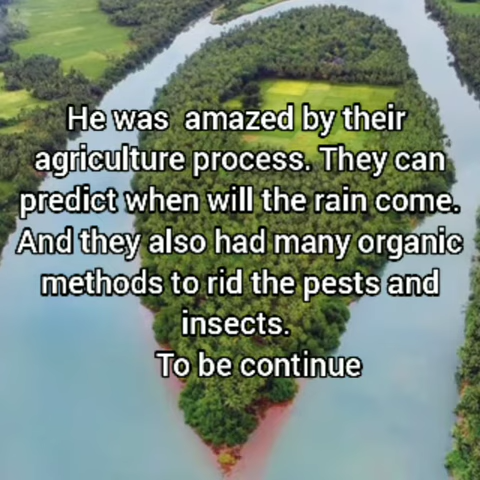 He was amazed by their
agriculture process. They can
predict when will the rain come.
And they also had many organic
methods to rid the pests and
insects.
To be continue